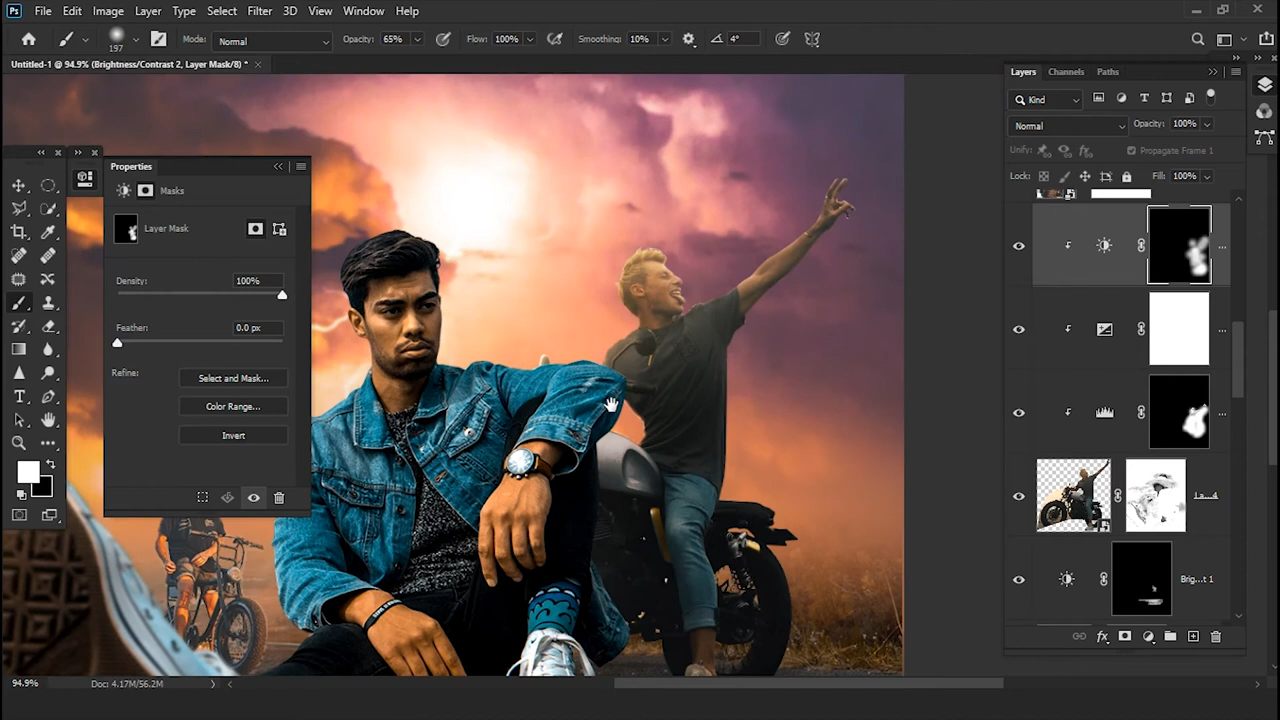 Ps File Edit Image Layer Type Select Filter 3D View Window Help
197 Mode: Normal Opacity: 65% Flow: 100% Smoothing: 10% 4°
Untitled-1 @ 94.9% (Brightness/Contrast 2, Layer Mask/8) * ×
Properties
Masks
Layer Mask
Density: 100%
Feather: 0.0 px
Refine: Select and Mask...
Color Range...
Invert
Layers Channels Paths
Kind
Normal Opacity: 100%
Unify: Propagate Frame 1
Lock: Fill: 100%
...
...
...
La...4
Brig...t 1
94.9% Doc: 4.17M/56.2M